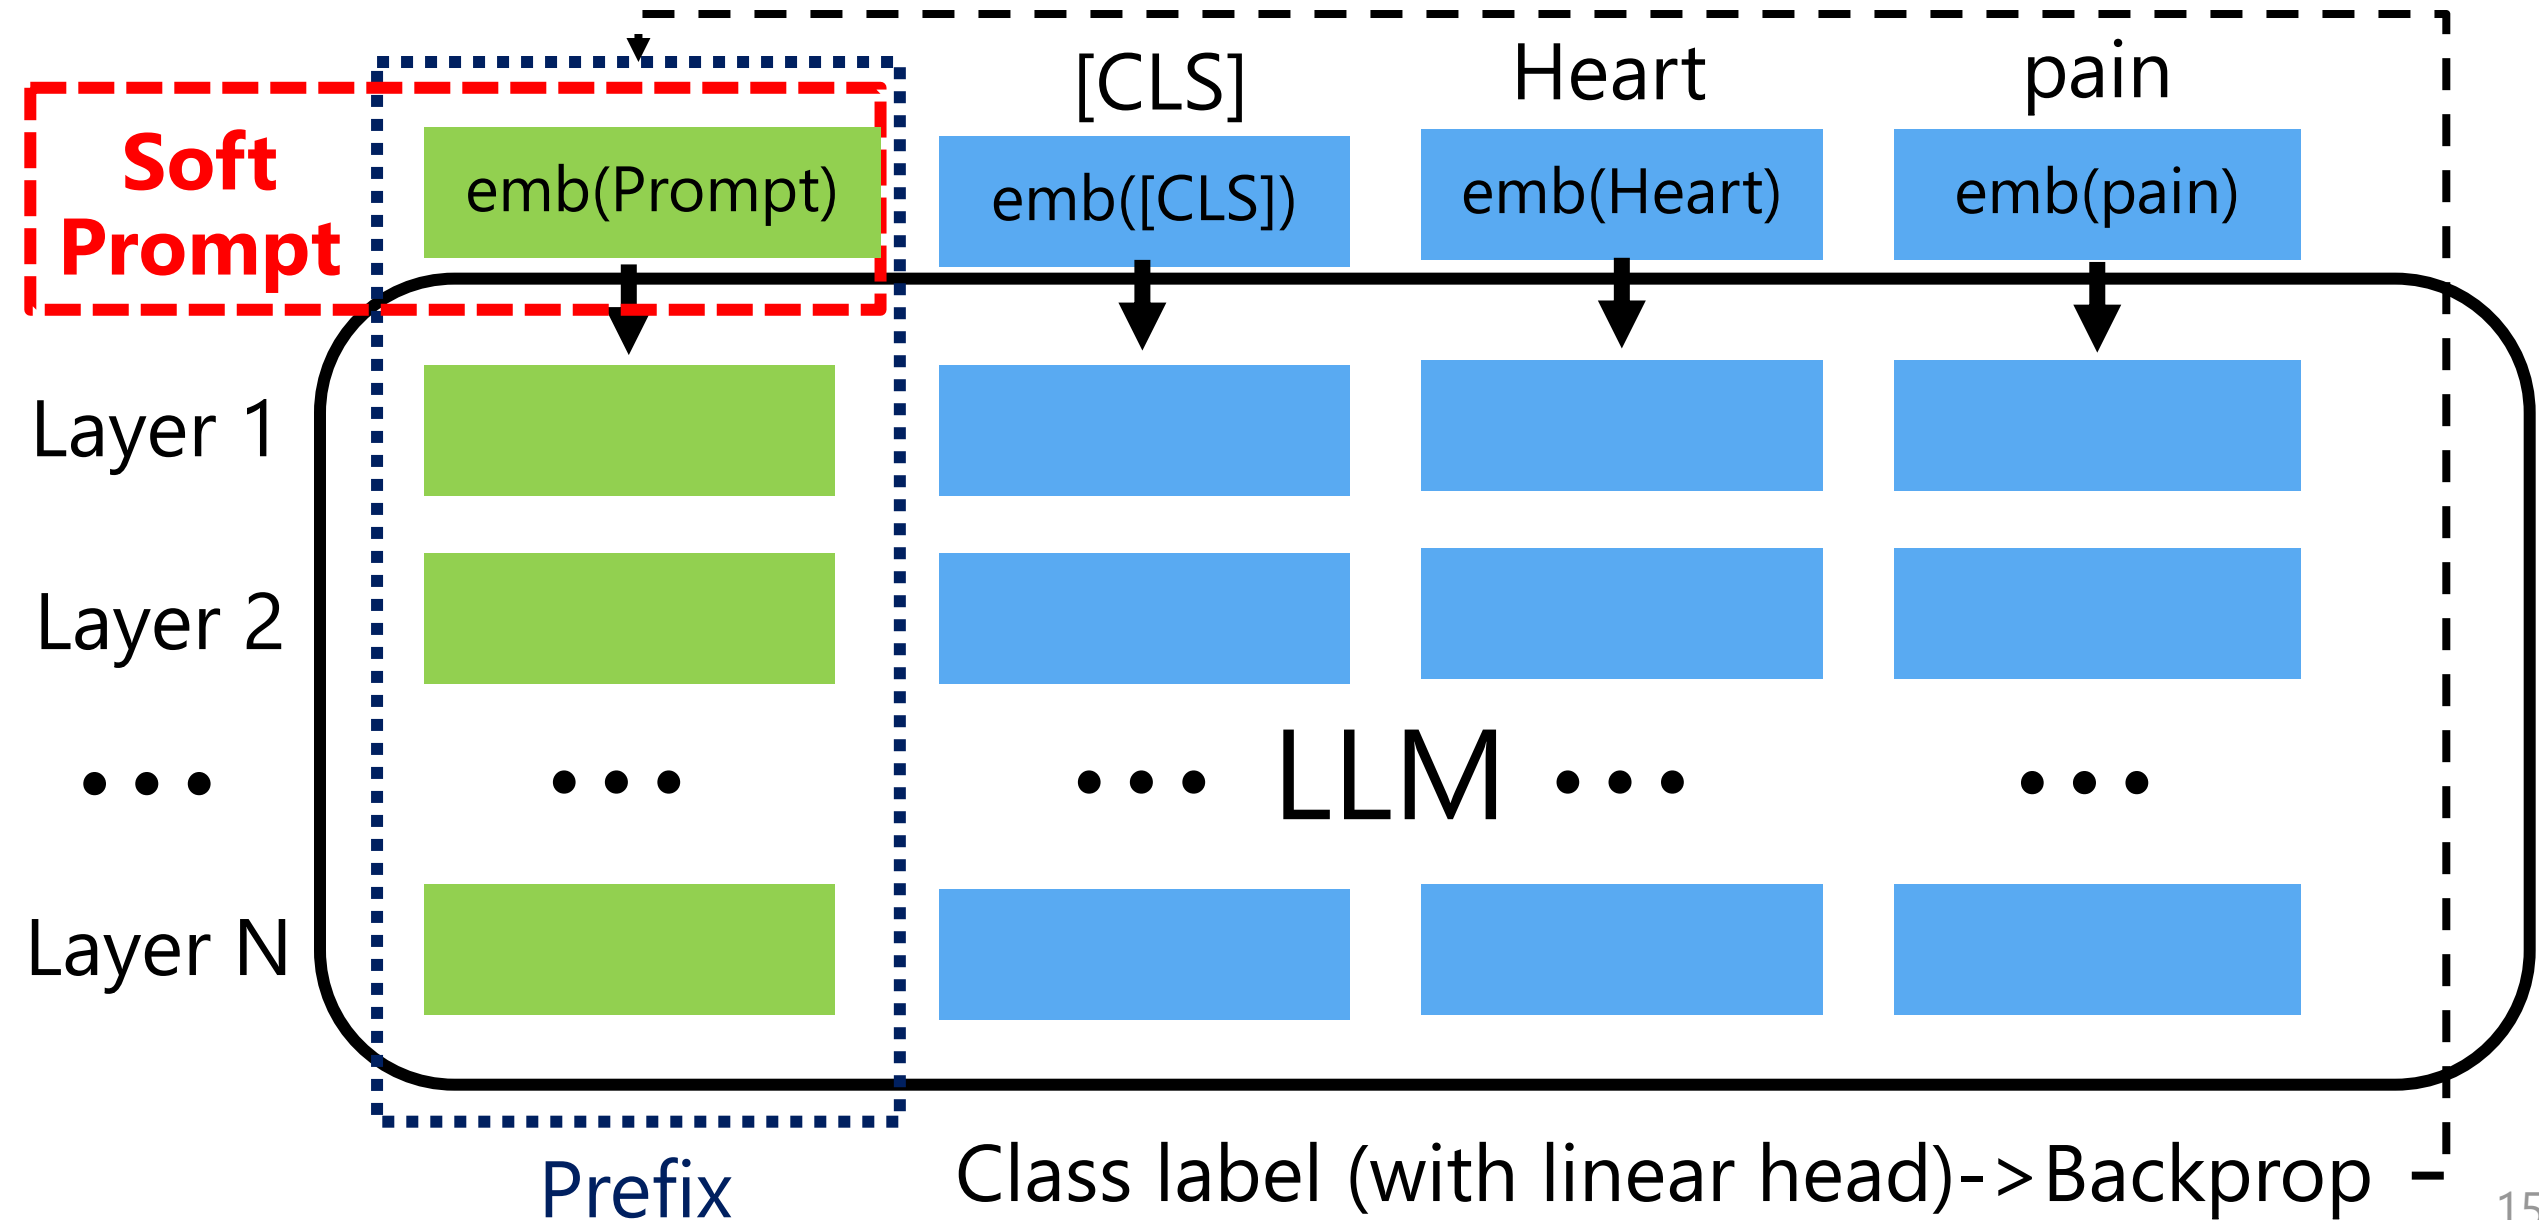 [CLS] Heart pain
Soft
Prompt
emb(Prompt) emb([CLS]) emb(Heart) emb(pain)
Layer 1
Layer 2
••• ••• ••• LLM ••• •••
Layer N
Prefix
Class label (with linear head)->Backprop
15